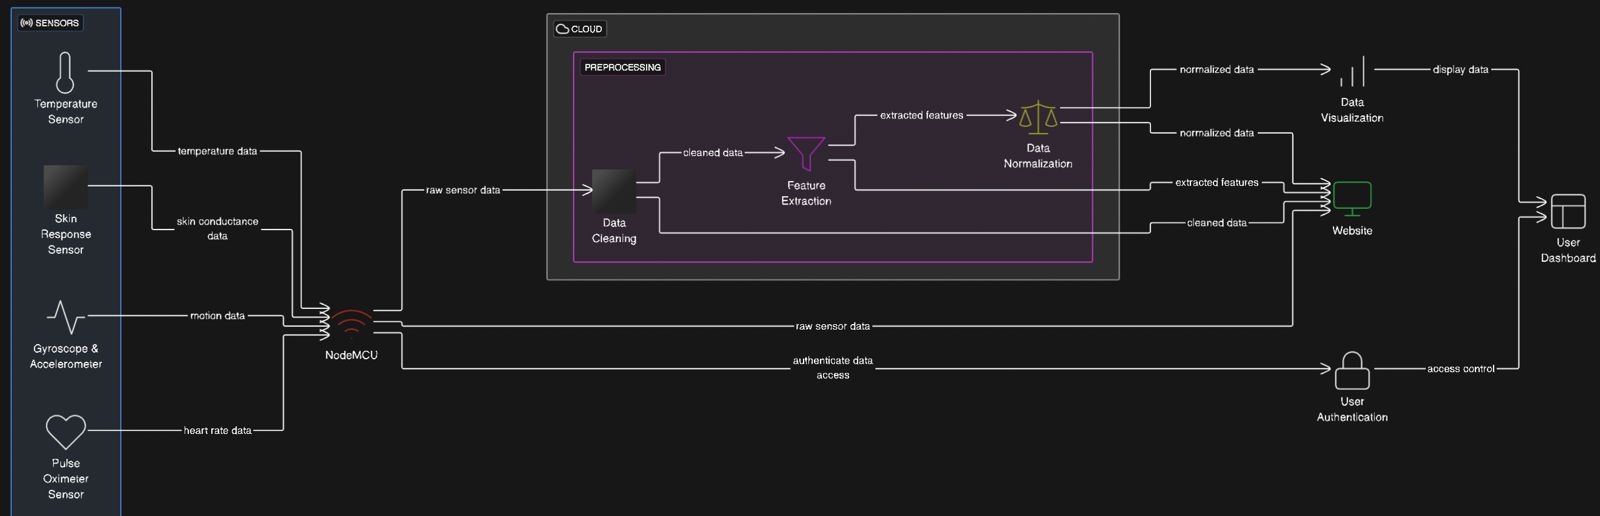 SENSORS
Temperature
Sensor
Skin
Response
Sensor
Gyroscope &
Accelerometer
Pulse
Oximeter
Sensor
temperature data
skin conductance
data
motion data
heart rate data
NodeMCU
raw sensor data
raw sensor data
authenticate data
access
CLOUD
PREPROCESSING
Data
Cleaning
cleaned data
Feature
Extraction
extracted features
Data
Normalization
normalized data
normalized data
extracted features
cleaned data
Data
Visualization
Website
User
Authentication
display data
access control
User
Dashboard